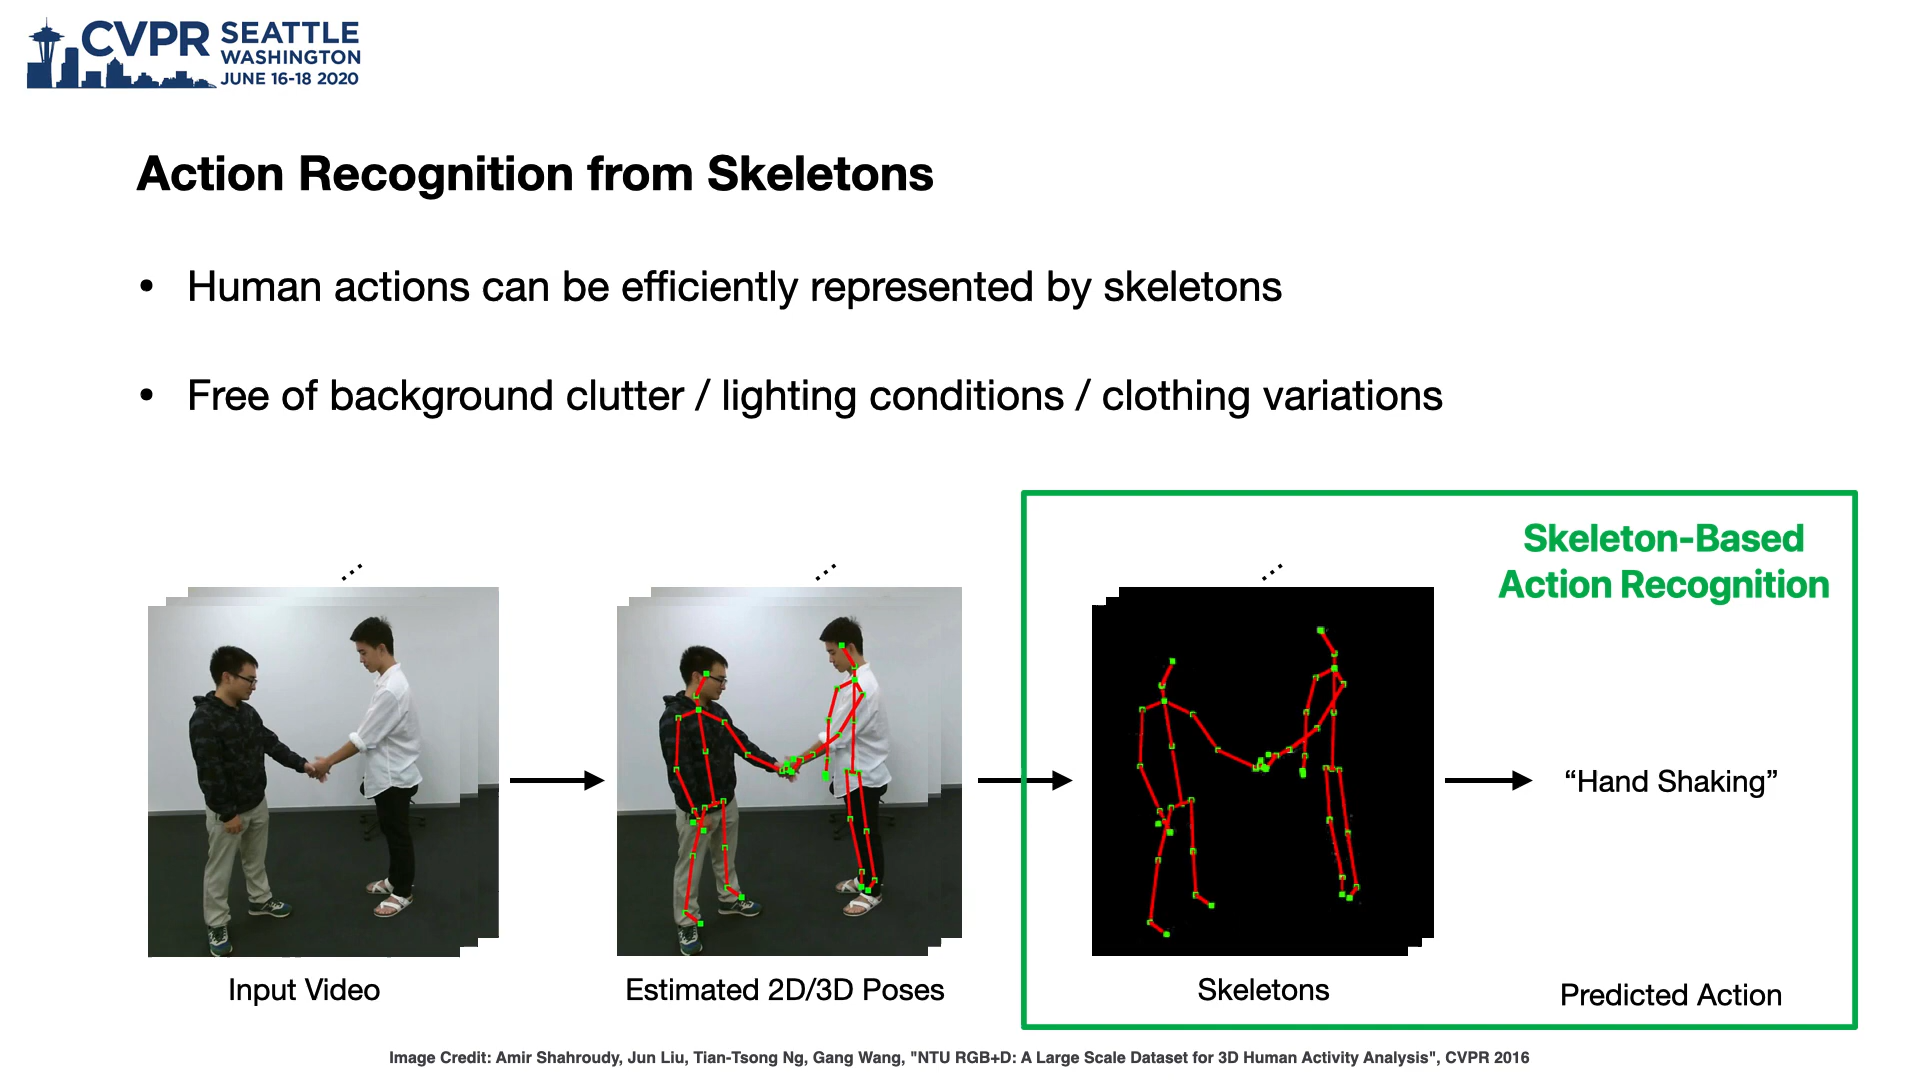 CVPR SEATTLE
WASHINGTON
JUNE 16-18 2020
Action Recognition from Skeletons
• Human actions can be efficiently represented by skeletons
• Free of background clutter / lighting conditions / clothing variations
Skeleton-Based
Action Recognition
...
...
...
“Hand Shaking”
Input Video
Estimated 2D/3D Poses
Skeletons
Predicted Action
Image Credit: Amir Shahroudy, Jun Liu, Tian-Tsong Ng, Gang Wang, "NTU RGB+D: A Large Scale Dataset for 3D Human Activity Analysis", CVPR 2016